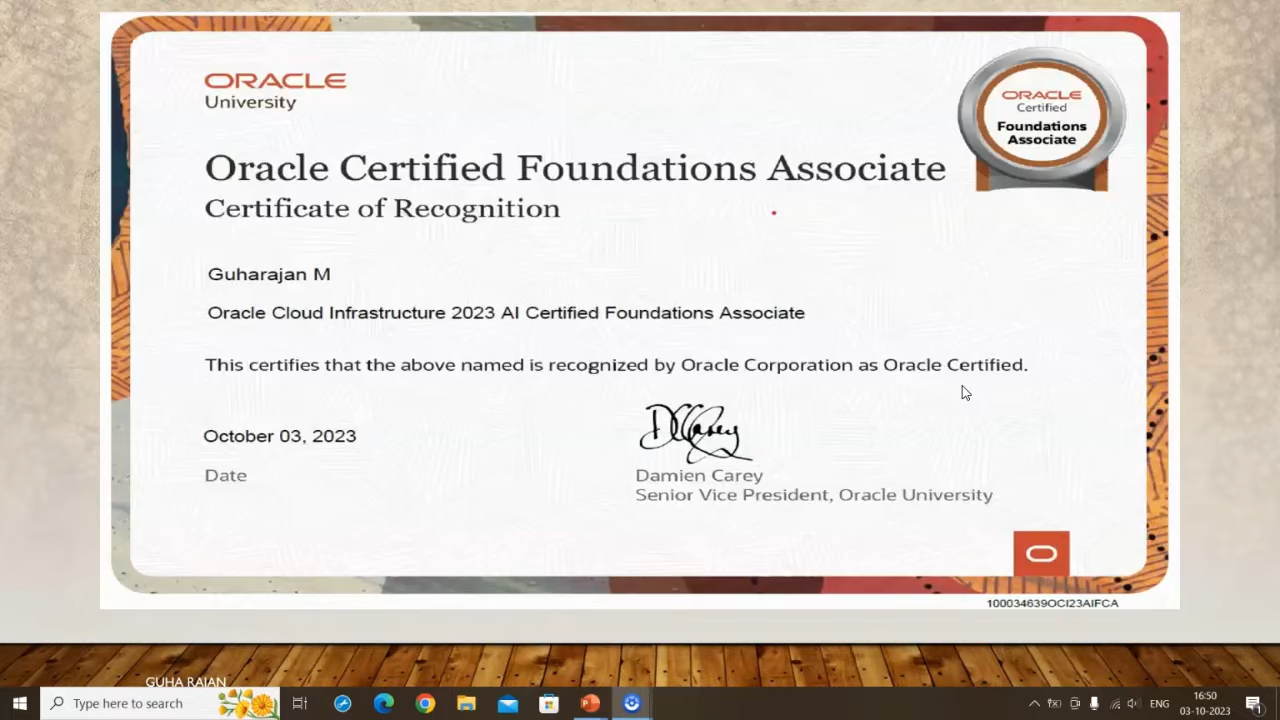 ORACLE
University
ORACLE
Certified
Foundations
Associate
Oracle Certified Foundations Associate
Certificate of Recognition
Guharajan M
Oracle Cloud Infrastructure 2023 AI Certified Foundations Associate
This certifies that the above named is recognized by Oracle Corporation as Oracle Certified.
October 03, 2023
Date
Damien Carey
Senior Vice President, Oracle University
100034639OCI23AIFCA
GUHA RAJAN
Type here to search
ENG
16:50
03-10-2023
1